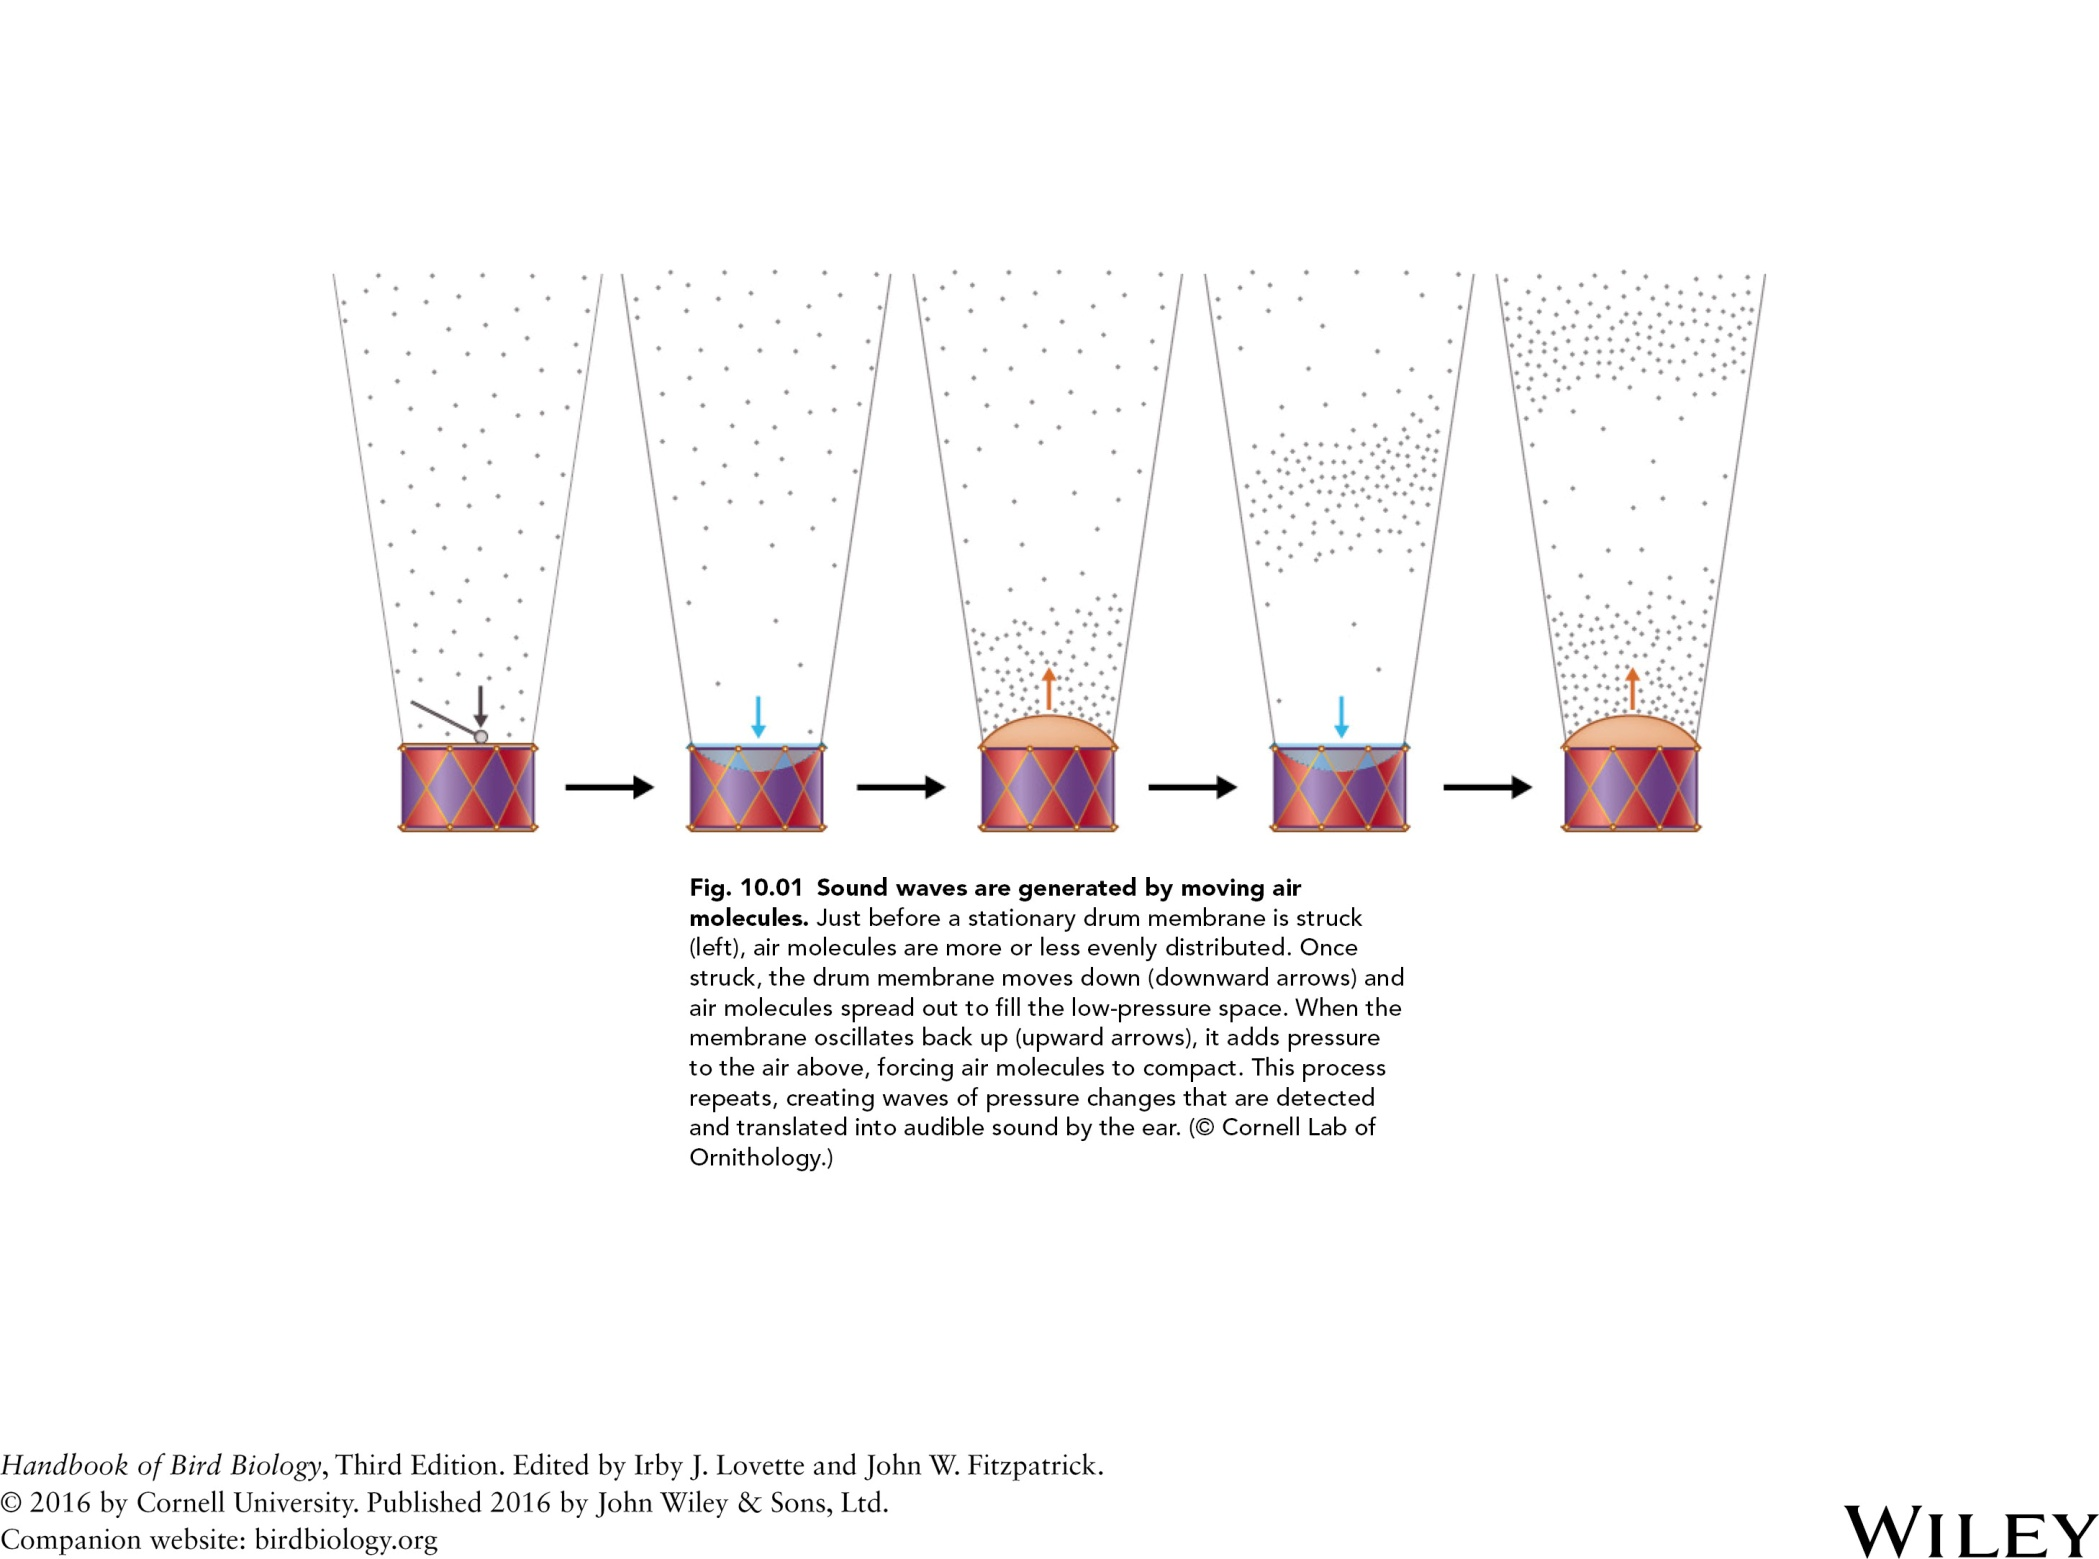 Fig. 10.01 Sound waves are generated by moving air
molecules. Just before a stationary drum membrane is struck
(left), air molecules are more or less evenly distributed. Once
struck, the drum membrane moves down (downward arrows) and
air molecules spread out to fill the low-pressure space. When the
membrane oscillates back up (upward arrows), it adds pressure
to the air above, forcing air molecules to compact. This process
repeats, creating waves of pressure changes that are detected
and translated into audible sound by the ear. (© Cornell Lab of
Ornithology.)
Handbook of Bird Biology, Third Edition. Edited by Irby J. Lovette and John W. Fitzpatrick.
© 2016 by Cornell University. Published 2016 by John Wiley & Sons, Ltd.
Companion website: birdbiology.org
WILEY